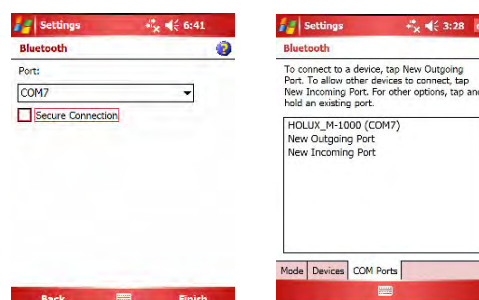 Settings 6:41
Bluetooth
Port:
COM7
Secure Connection
Back Finish
Settings 3:28
Bluetooth
To connect to a device, tap New Outgoing
Port. To allow other devices to connect, tap
New Incoming Port. For other options, tap and
hold an existing port.
HOLUX_M-1000 (COM7)
New Outgoing Port
New Incoming Port
Mode Devices COM Ports